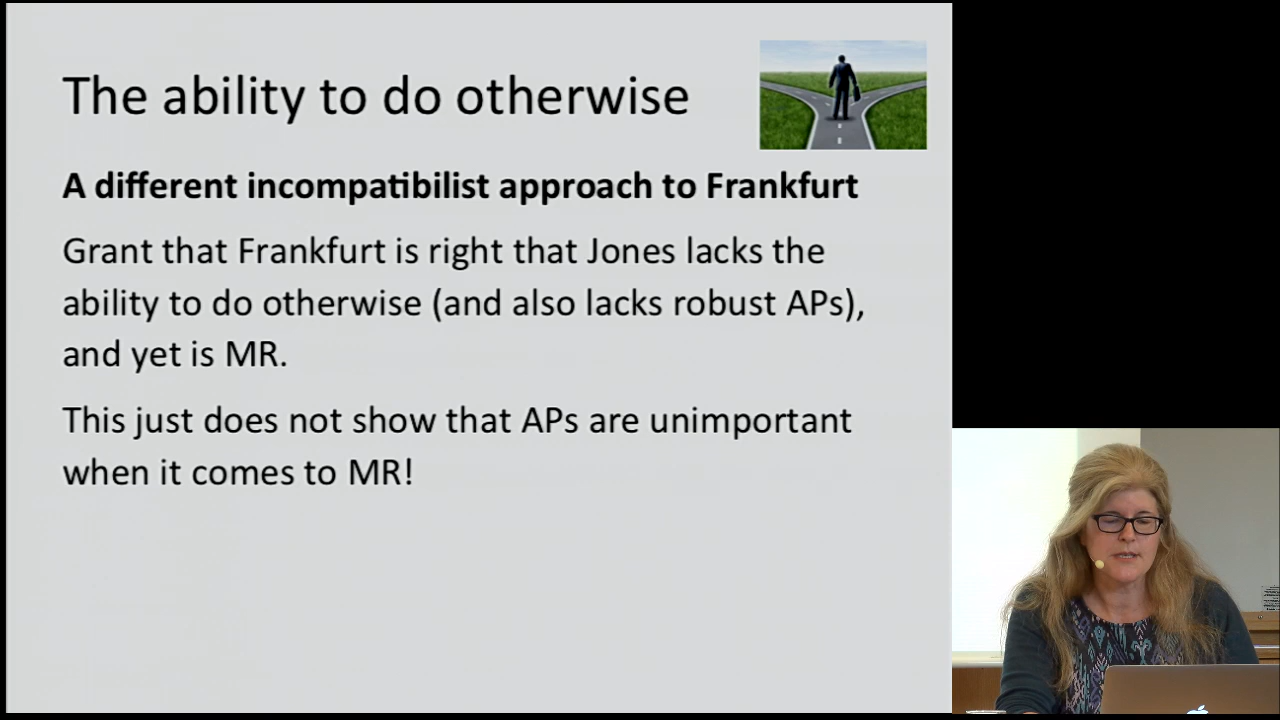 The ability to do otherwise
A different incompatibilist approach to Frankfurt
Grant that Frankfurt is right that Jones lacks the
ability to do otherwise (and also lacks robust APs),
and yet is MR.
This just does not show that APs are unimportant
when it comes to MR!